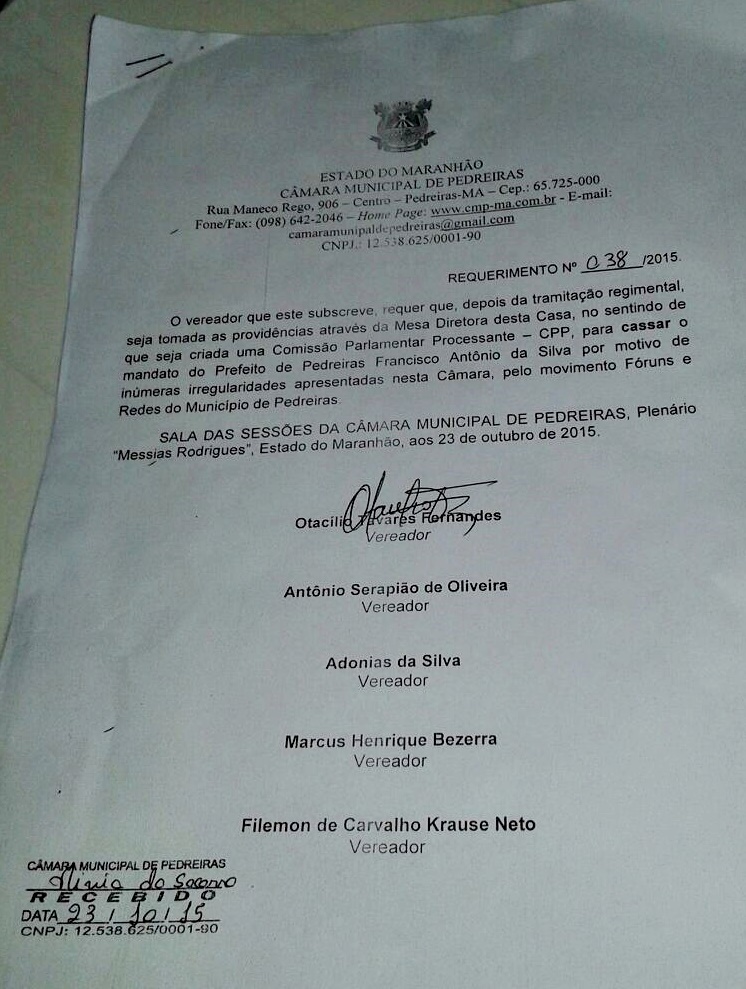 ESTADO DO MARANHÃO
CÂMARA MUNICIPAL DE PEDREIRAS
Rua Maneco Rego, 906 – Centro – Pedreiras-MA – Cep.: 65.725-000
Fone/Fax: (098) 642-2046 – Home Page: www.cmp-ma.com.br - E-mail:
camaramunipaldepedreiras@gmail.com
CNPJ.: 12.538.625/0001-90
REQUERIMENTO Nº 038/2015.
O vereador que este subscreve, requer que, depois da tramitação regimental,
seja tomada as providências através da Mesa Diretora desta Casa, no sentido de
que seja criada uma Comissão Parlamentar Processante – CPP, para cassar o
mandato do Prefeito de Pedreiras Francisco Antônio da Silva por motivo de
inúmeras irregularidades apresentadas nesta Câmara, pelo movimento Fóruns e
Redes do Município de Pedreiras.
SALA DAS SESSÕES DA CÂMARA MUNICIPAL DE PEDREIRAS, Plenário
"Messias Rodrigues", Estado do Maranhão, aos 23 de outubro de 2015.
Otacílio Tavares Fernandes
Vereador
Antônio Serapião de Oliveira
Vereador
Adonias da Silva
Vereador
Marcus Henrique Bezerra
Vereador
Filemon de Carvalho Krause Neto
Vereador
CÂMARA MUNICIPAL DE PEDREIRAS
do Socorro
RECEBIDO
DATA 23/10/15
CNPJ: 12.538.625/0001-90